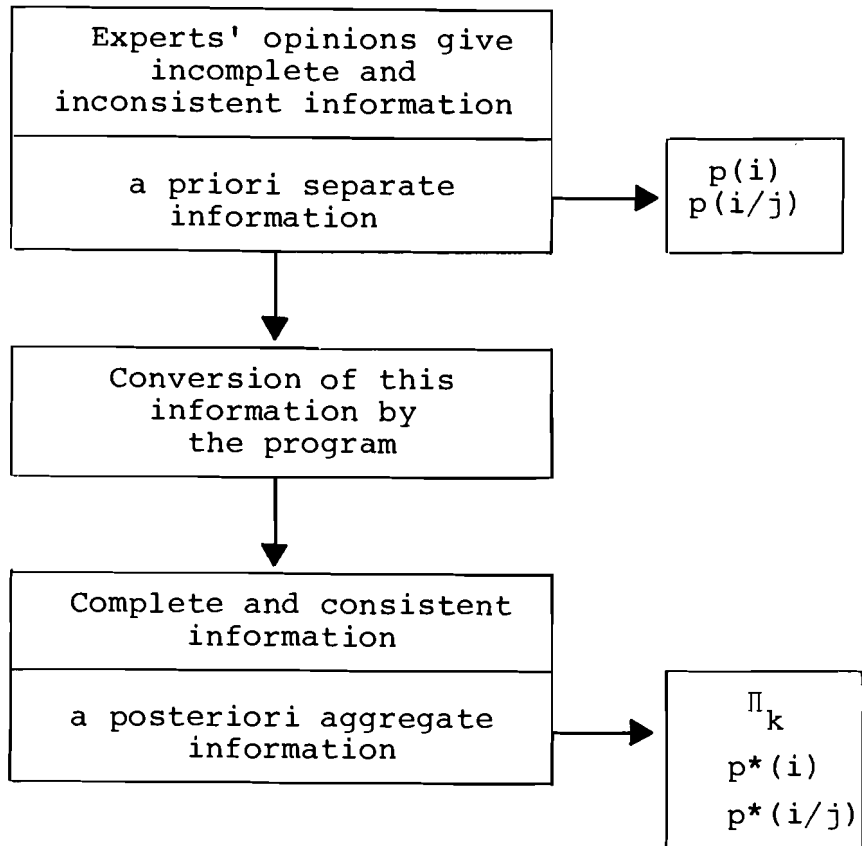 Experts' opinions give
incomplete and
inconsistent information
a priori separate
information
p(i)
p(i/j)
Conversion of this
information by
the program
Complete and consistent
information
a posteriori aggregate
information
Π_k
p*(i)
p*(i/j)